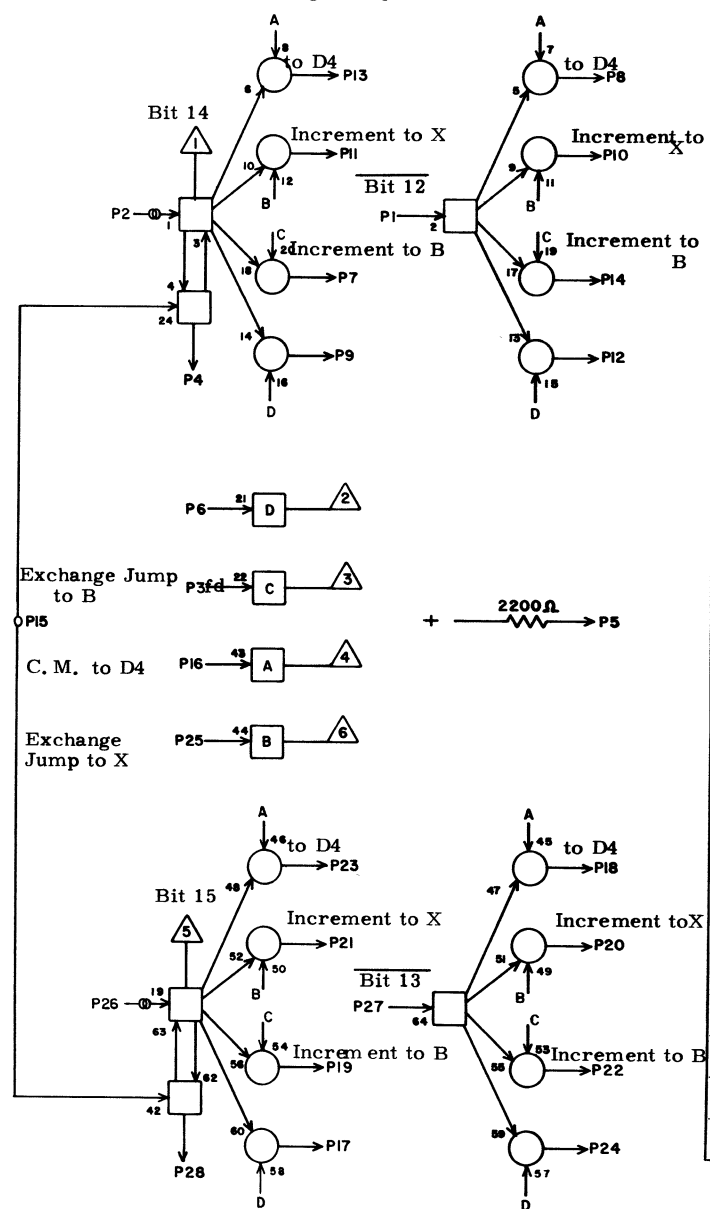 A
8
to D4
6
P13
Bit 14
1
Increment to X
10
P11
12
B
P2
1
3
C
20
Increment to B
18
P7
4
24
14
P9
16
D
P4
A
7
to D4
5
P8
Increment to
X
9
P10
11
B
Bit 12
P1
2
C
19
Increment to
B
17
P14
13
P12
15
D
P6
21
D
2
Exchange Jump
to B
P3fd
22
C
3
P15
+
2200Ω
P5
C. M. to D4
P16
43
A
4
Exchange
Jump to X
P25
44
B
6
A
46
to D4
48
P23
Bit 15
5
Increment to X
52
P21
50
B
P26
19
63
C
54
Increment to B
56
P19
62
42
60
P17
58
D
P28
A
45
to D4
47
P18
Increment to X
51
P20
49
B
Bit 13
P27
64
C
53
Increment to B
55
P22
59
P24
57
D